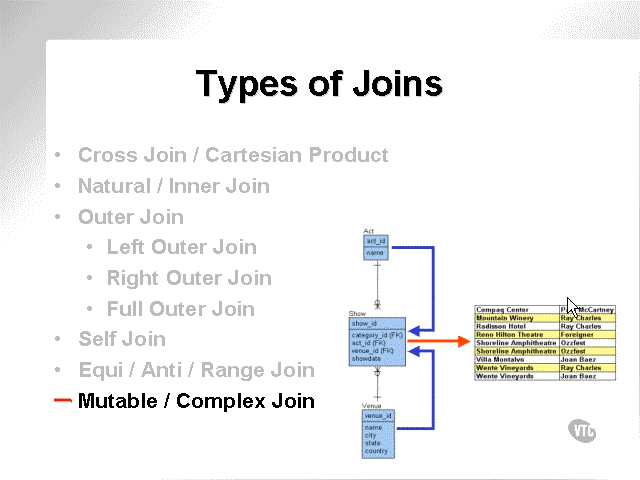 Types of Joins
• Cross Join / Cartesian Product
• Natural / Inner Join
• Outer Join
• Left Outer Join
• Right Outer Join
• Full Outer Join
• Self Join
• Equi / Anti / Range Join
Mutable / Complex Join
Act
act_id
name
Show
show_id
category_id (FK)
act_id (FK)
venue_id (FK)
showdate
Venue
venue_id
name
city
state
country
Compaq Center McCartney
Mountain Winery Ray Charles
Radisson Hotel Ray Charles
Reno Hilton Theatre Foreigner
Shoreline Amphitheatre Ozzfest
Shoreline Amphitheatre Ozzfest
Villa Montalvo Joan Baez
Wente Vineyards Ray Charles
Wente Vineyards Joan Baez
VTC